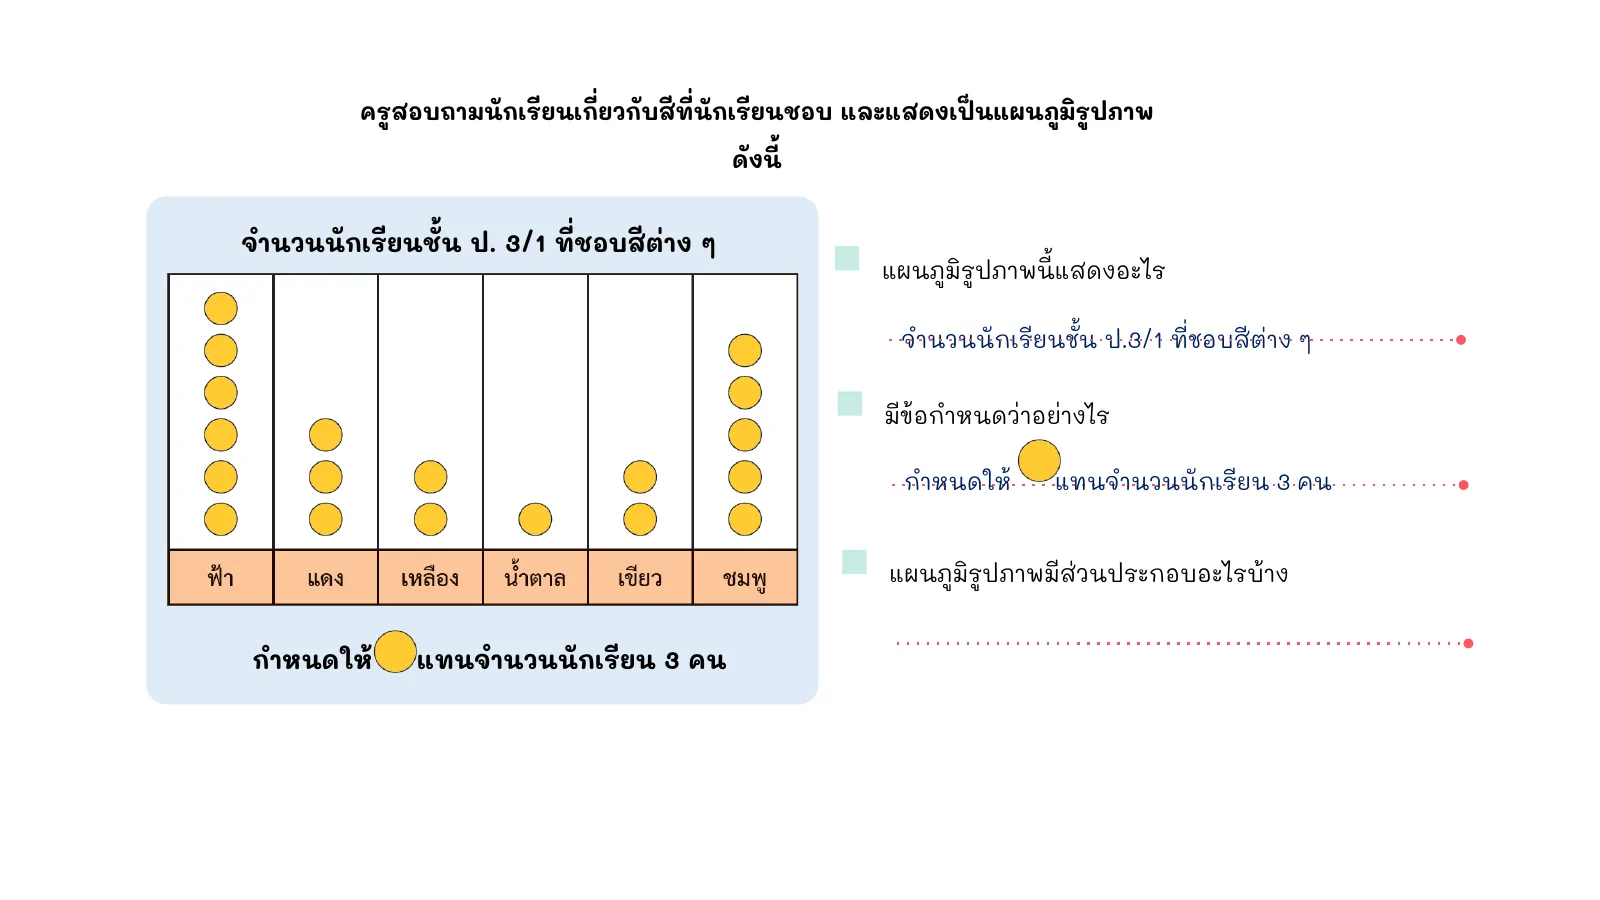 ครูสอบถามนักเรียนเกี่ยวกับสีที่นักเรียนชอบ และแสดงเป็นแผนภูมิรูปภาพ
ดังนี้
จำนวนนักเรียนชั้น ป. 3/1 ที่ชอบสีต่าง ๆ
ฟ้า แดง เหลือง น้ำตาล เขียว ชมพู
กำหนดให้ แทนจำนวนนักเรียน 3 คน
แผนภูมิรูปภาพนี้แสดงอะไร
จำนวนนักเรียนชั้น ป.3/1 ที่ชอบสีต่าง ๆ
มีข้อกำหนดว่าอย่างไร
กำหนดให้ แทนจำนวนนักเรียน 3 คน
แผนภูมิรูปภาพมีส่วนประกอบอะไรบ้าง